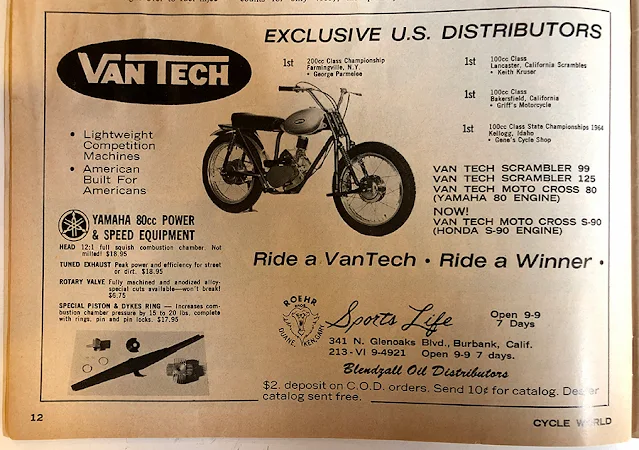 EXCLUSIVE U.S. DISTRIBUTORS
VAN TECH
1st 200cc Class Championship
Farmingville, N.Y.
• George Parmelee
1st 100cc Class
Lancaster, California Scrambles
• Keith Kruser
1st 100cc Class
Bakersfield, California
• Griff's Motorcycle
1st 100cc Class State Championships 1964
Kellogg, Idaho
• Gene's Cycle Shop
• Lightweight
Competition
Machines
• American
Built For
Americans
VAN TECH SCRAMBLER 99
VAN TECH SCRAMBLER 125
VAN TECH MOTO CROSS 80
(YAMAHA 80 ENGINE)
NOW!
VAN TECH MOTO CROSS S-90
(HONDA S-90 ENGINE)
YAMAHA 80cc POWER
& SPEED EQUIPMENT
HEAD 12:1 full squish combustion chamber. Not
milled! $18.95
TUNED EXHAUST Peak power and efficiency for street
or dirt. $18.95
ROTARY VALVE Fully machined and anodized alloy-
special cuts available—won't break!
$6.75
SPECIAL PISTON & DYKES RING — Increases com-
bustion chamber pressure by 15 to 20 lbs. complete
with rings, pin and pin locks. $17.95
Ride a VanTech • Ride a Winner •
ROEHR
DUANE, KEN, GARY
Sports Life
Open 9-9
7 Days
341 N. Glenoaks Blvd., Burbank, Calif.
213-VI 9-4921 Open 9-9 7 days.
Blendzall Oil Distributors
$2. deposit on C.O.D. orders. Send 10¢ for catalog. Dealer
catalog sent free.
12
CYCLE WORLD